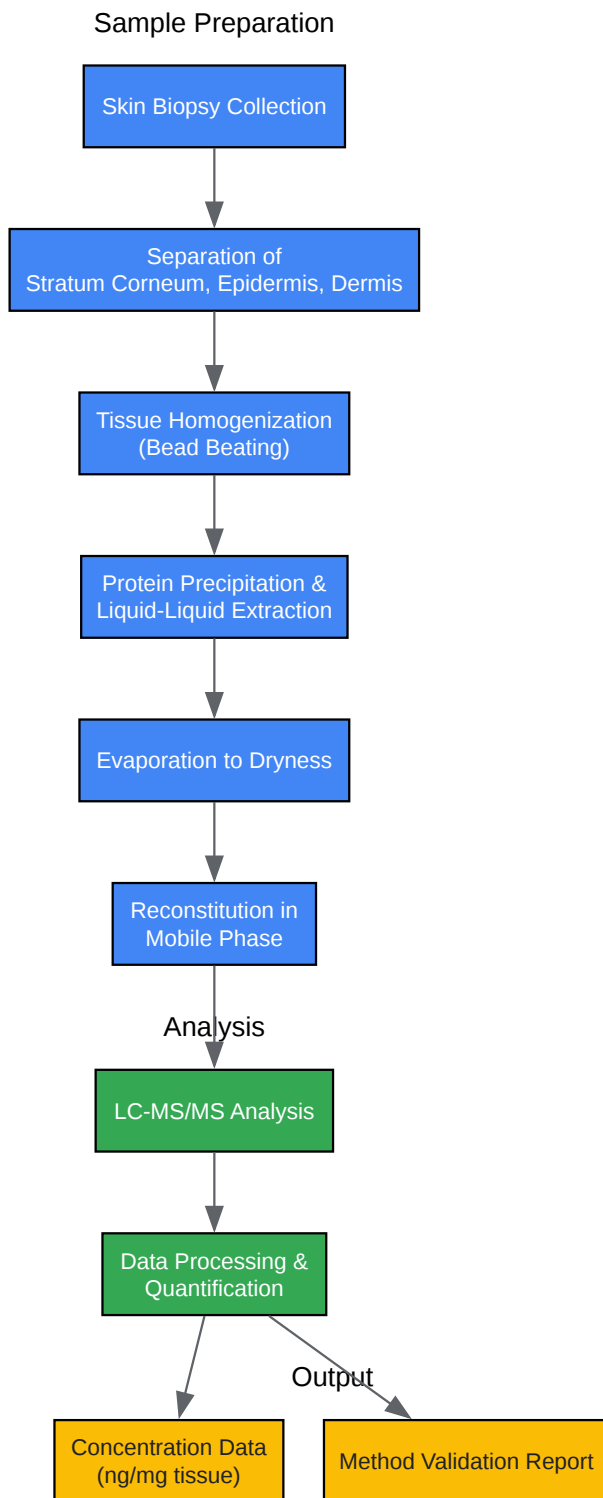 Sample Preparation
Skin Biopsy Collection
Separation of
Stratum Corneum, Epidermis, Dermis
Tissue Homogenization
(Bead Beating)
Protein Precipitation &
Liquid-Liquid Extraction
Evaporation to Dryness
Reconstitution in
Mobile Phase
Analysis
LC-MS/MS Analysis
Data Processing &
Quantification
Output
Concentration Data
(ng/mg tissue)
Method Validation Report